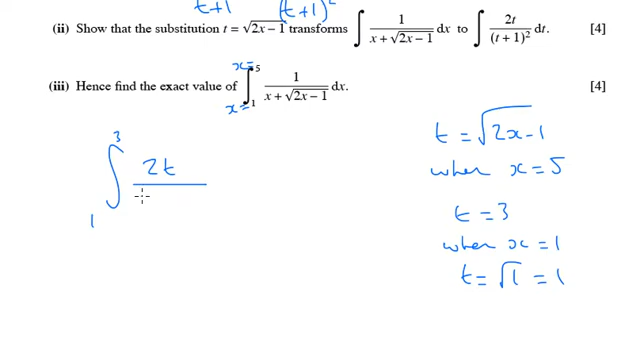 t+1 (t+1)²
(ii) Show that the substitution t = √(2x − 1) transforms ∫ 1/(x + √(2x − 1)) dx to ∫ 2t/(t + 1)² dt. [4]
(iii) Hence find the exact value of ∫ x=1 x=5 1/(x + √(2x − 1)) dx. [4]
∫ 1 3 2t
t = √(2x−1)
when x = 5
t = 3
when x = 1
t = √1 = 1